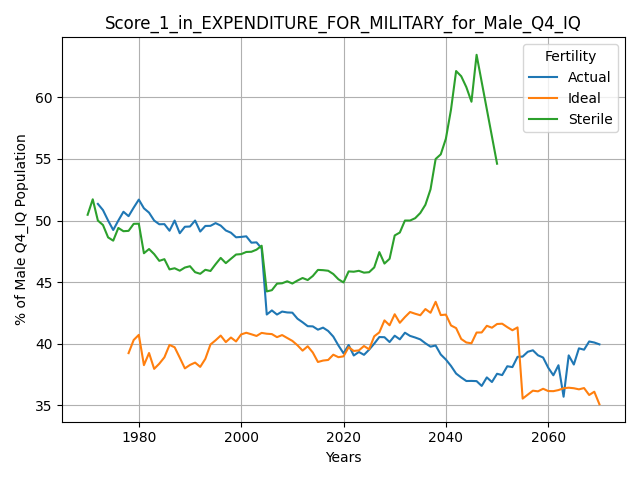 Score_1_in_EXPENDITURE_FOR_MILITARY_for_Male_Q4_IQ
% of Male Q4_IQ Population
60
55
50
45
40
35
Fertility
Actual
Ideal
Sterile
1980
2000
2020
2040
2060
Years